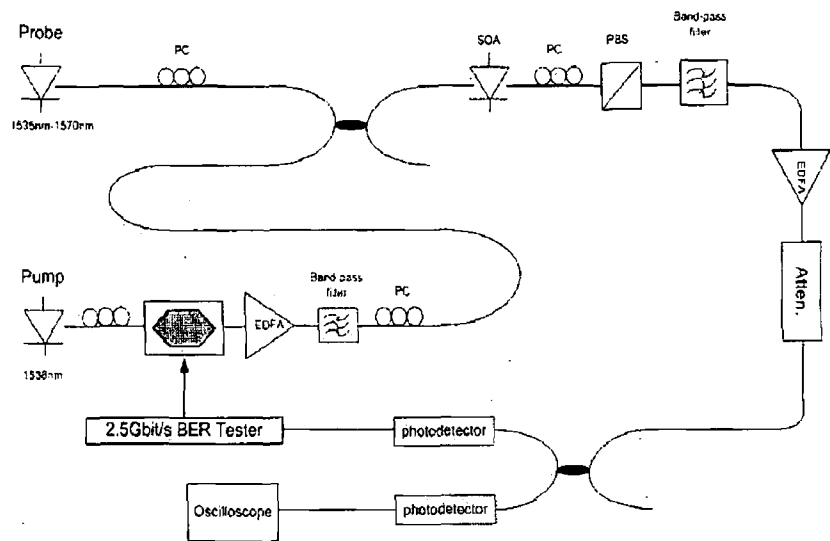 Probe
PC
1535nm-1570nm
SOA
PC
PBS
Band-pass
filter
EDFA
Atten.
Pump
1538nm
EDFA
Band-pass
filter
PC
2.5Gbit/s BER Tester
photodetector
Oscilloscope
photodetector